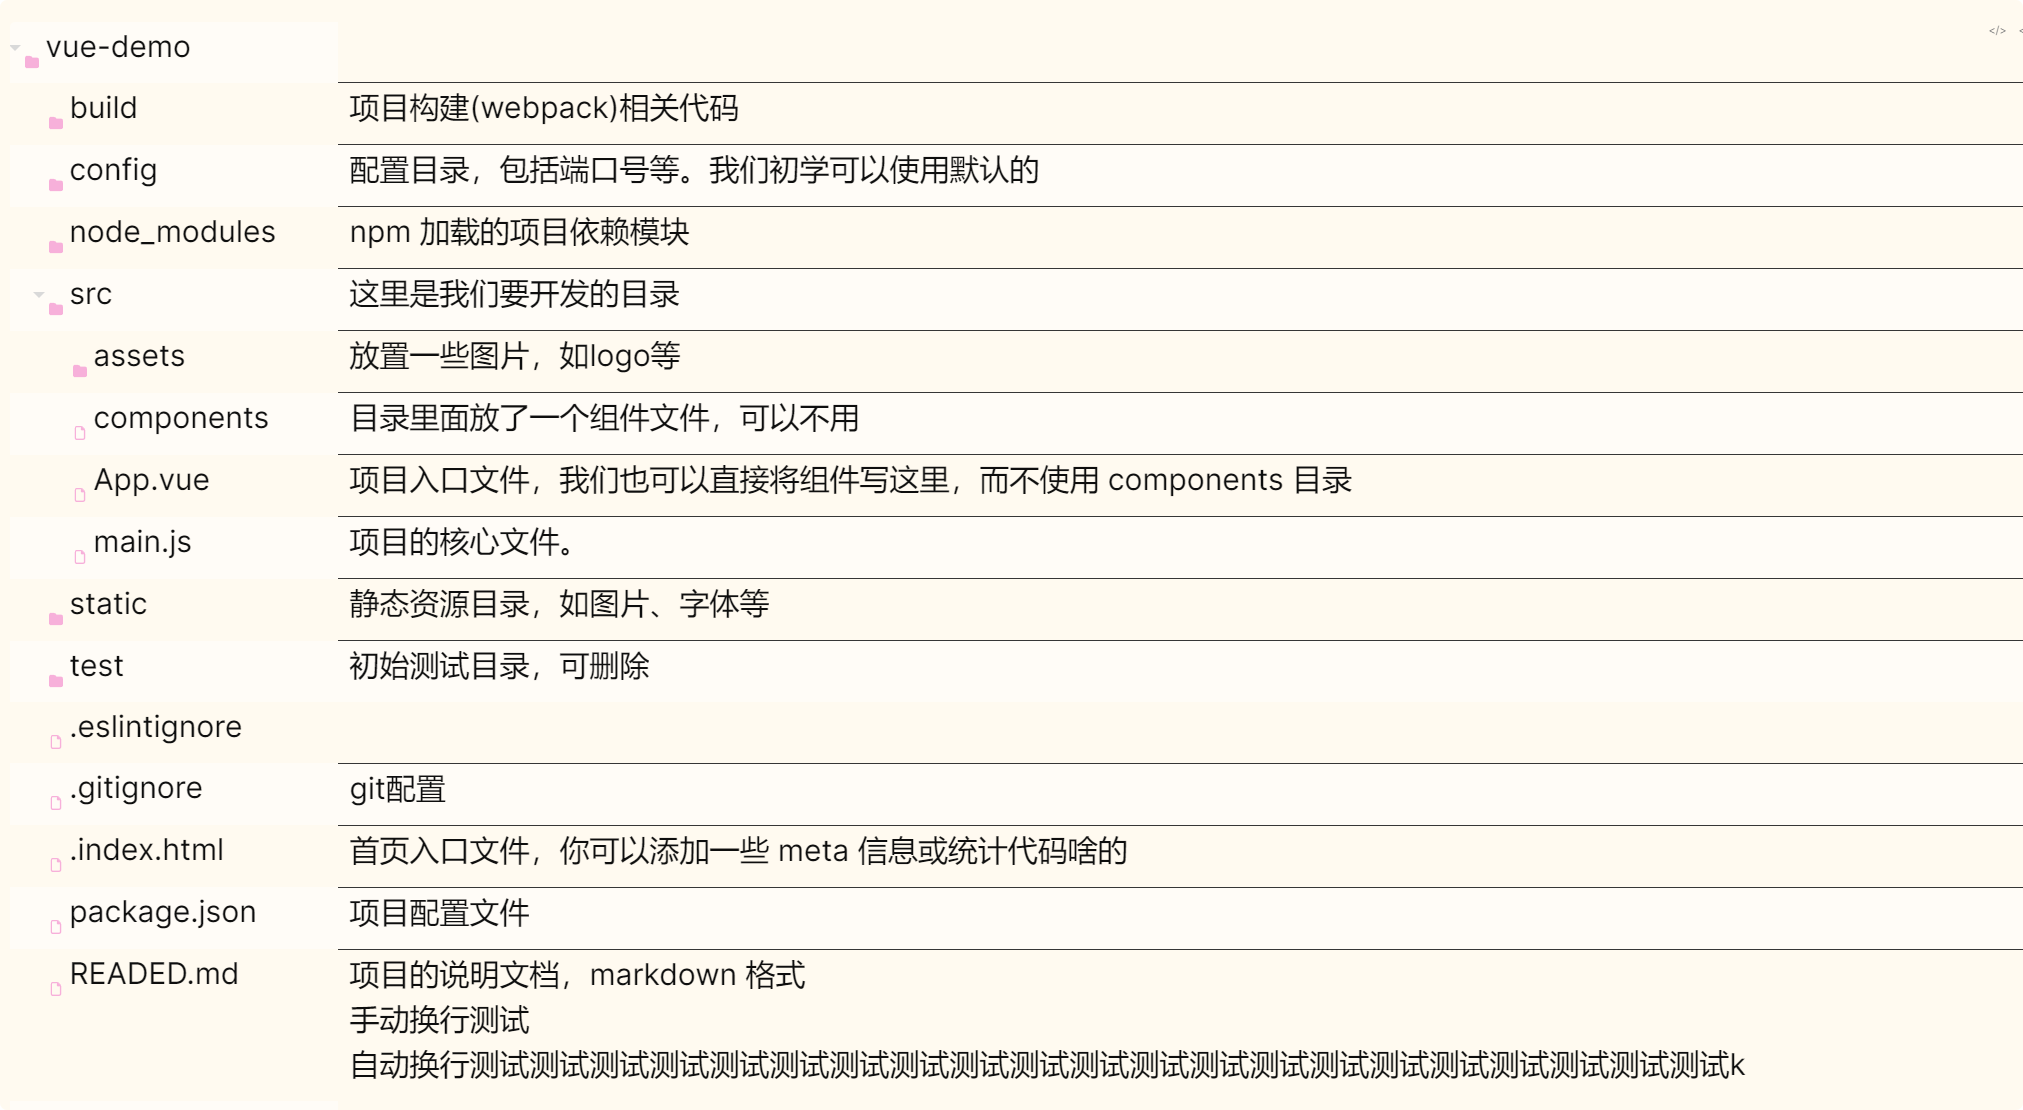 vue-demo
</>
build 项目构建(webpack)相关代码
config 配置目录，包括端口号等。我们初学可以使用默认的
node_modules npm 加载的项目依赖模块
src 这里是我们要开发的目录
assets 放置一些图片，如logo等
components 目录里面放了一个组件文件，可以不用
App.vue 项目入口文件，我们也可以直接将组件写这里，而不使用 components 目录
main.js 项目的核心文件。
static 静态资源目录，如图片、字体等
test 初始测试目录，可删除
.eslintignore
.gitignore git配置
.index.html 首页入口文件，你可以添加一些 meta 信息或统计代码啥的
package.json 项目配置文件
READED.md 项目的说明文档，markdown 格式
手动换行测试
自动换行测试测试测试测试测试测试测试测试测试测试测试测试测试测试测试测试测试测试测试测试测试k